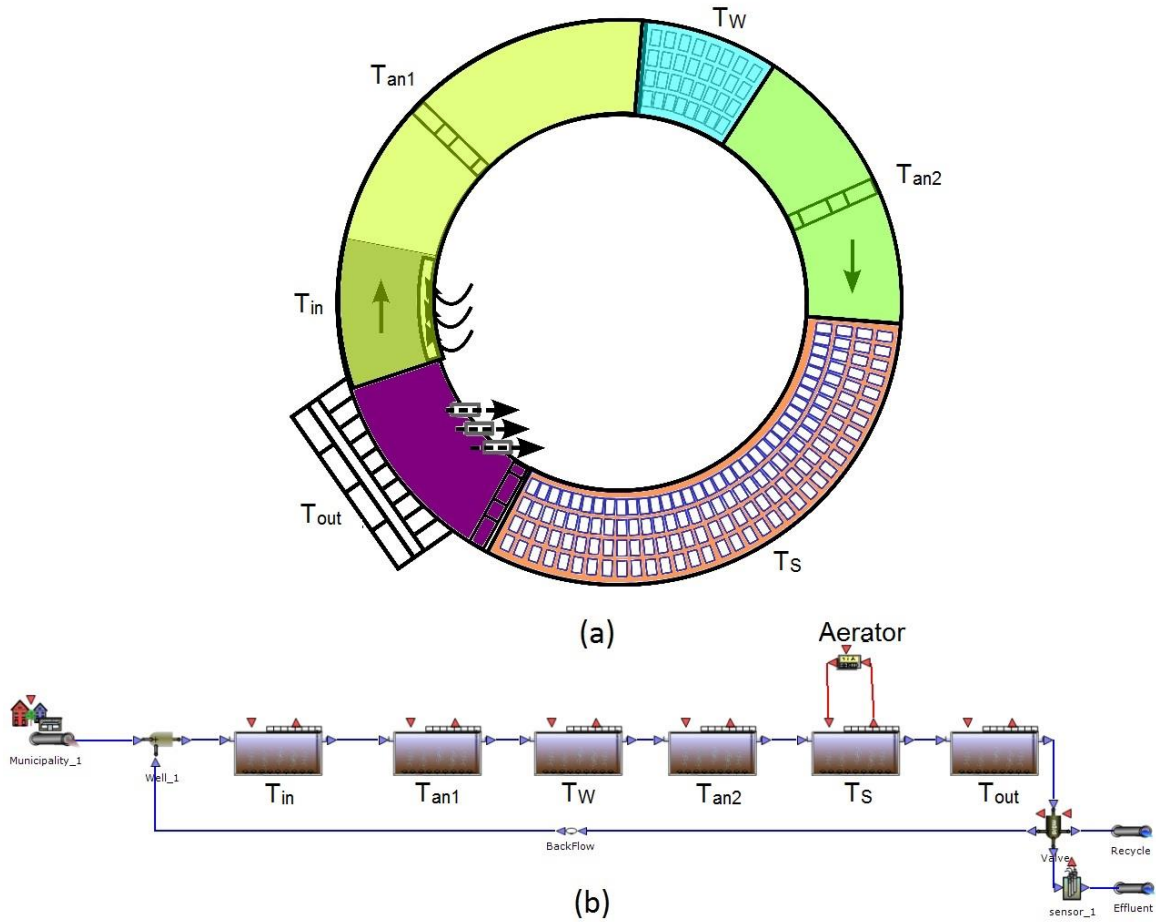 TW
Tan1
Tan2
Tin
Tout
TS
(a)
Aerator
Municipality_1
Well_1
Tin
Tan1
TW
Tan2
TS
Tout
BackFlow
Valve
Recycle
sensor_1
Effluent
(b)